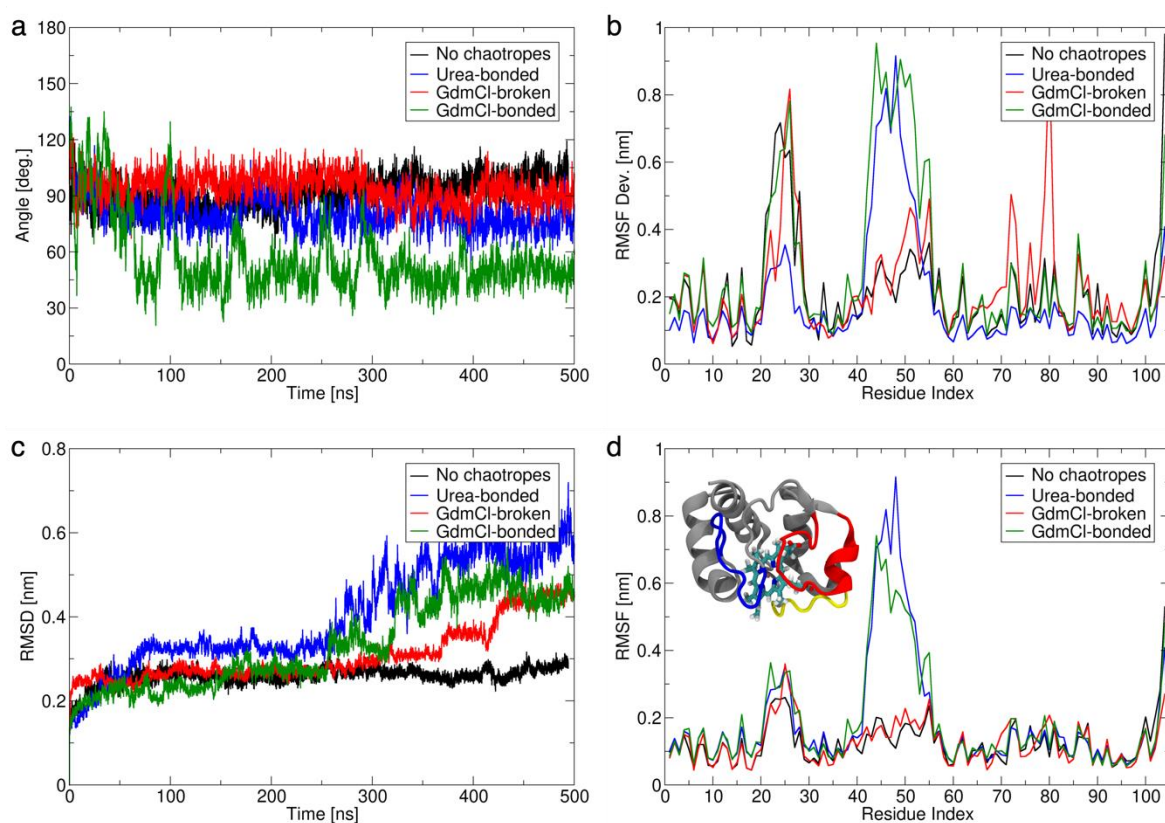 a
180
150
120
90
60
30
0
Angle [deg.]
No chaotropes
Urea-bonded
GdmCl-broken
GdmCl-bonded
0 100 200 300 400 500
Time [ns]
b
1
0.8
0.6
0.4
0.2
0
RMSF Dev. [nm]
No chaotropes
Urea-bonded
GdmCl-broken
GdmCl-bonded
0 10 20 30 40 50 60 70 80 90 100
Residue Index
c
0.8
0.6
0.4
0.2
0
RMSD [nm]
No chaotropes
Urea-bonded
GdmCl-broken
GdmCl-bonded
0 100 200 300 400 500
Time [ns]
d
1
0.8
0.6
0.4
0.2
0
RMSF [nm]
No chaotropes
Urea-bonded
GdmCl-broken
GdmCl-bonded
0 10 20 30 40 50 60 70 80 90 100
Residue Index